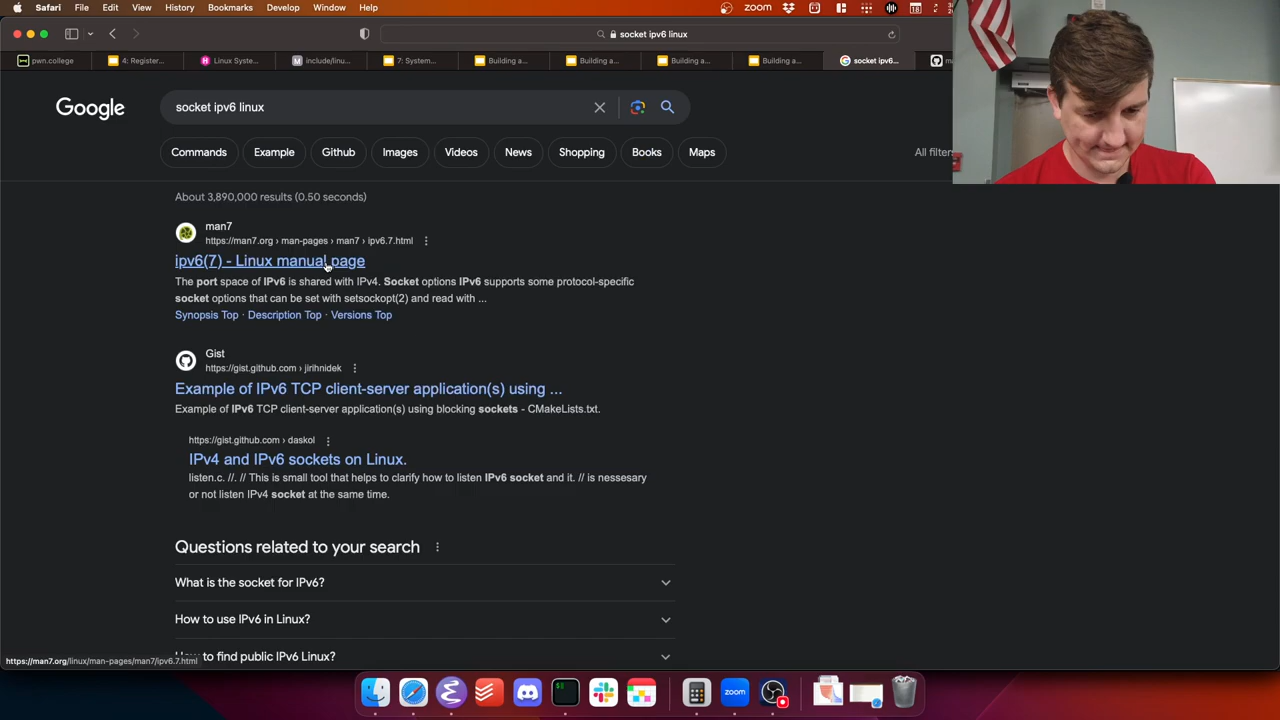 Safari File Edit View History Bookmarks Develop Window Help
zoom
18
socket ipv6 linux
pwn.college
4: Register...
Linux Syste...
include/linu...
7: System...
Building a...
Building a...
Building a...
Building a...
socket ipv6...
Google
socket ipv6 linux
Commands Example Github Images Videos News Shopping Books Maps
All filter
About 3,890,000 results (0.50 seconds)
man7
https://man7.org › man-pages › man7 › ipv6.7.html
ipv6(7) - Linux manual page
The port space of IPv6 is shared with IPv4. Socket options IPv6 supports some protocol-specific
socket options that can be set with setsockopt(2) and read with ...
Synopsis Top · Description Top · Versions Top
Gist
https://gist.github.com › jirihnidek
Example of IPv6 TCP client-server application(s) using ...
Example of IPv6 TCP client-server application(s) using blocking sockets - CMakeLists.txt.
https://gist.github.com › daskol
IPv4 and IPv6 sockets on Linux.
listen.c. //. // This is small tool that helps to clarify how to listen IPv6 socket and it. // is nessesary
or not listen IPv4 socket at the same time.
Questions related to your search
What is the socket for IPv6?
How to use IPv6 in Linux?
How to find public IPv6 Linux?
https://man7.org/linux/man-pages/man7/ipv6.7.html
zoom